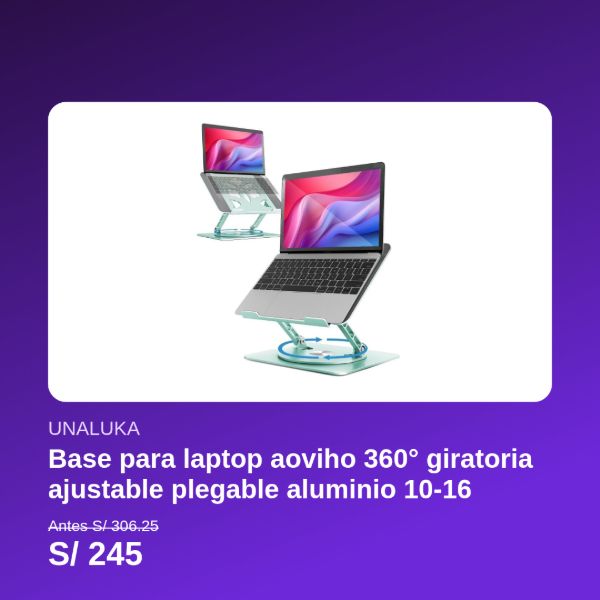 UNALUKA
Base para laptop aoviho 360° giratoria
ajustable plegable aluminio 10-16
Antes S/ 306.25
S/ 245